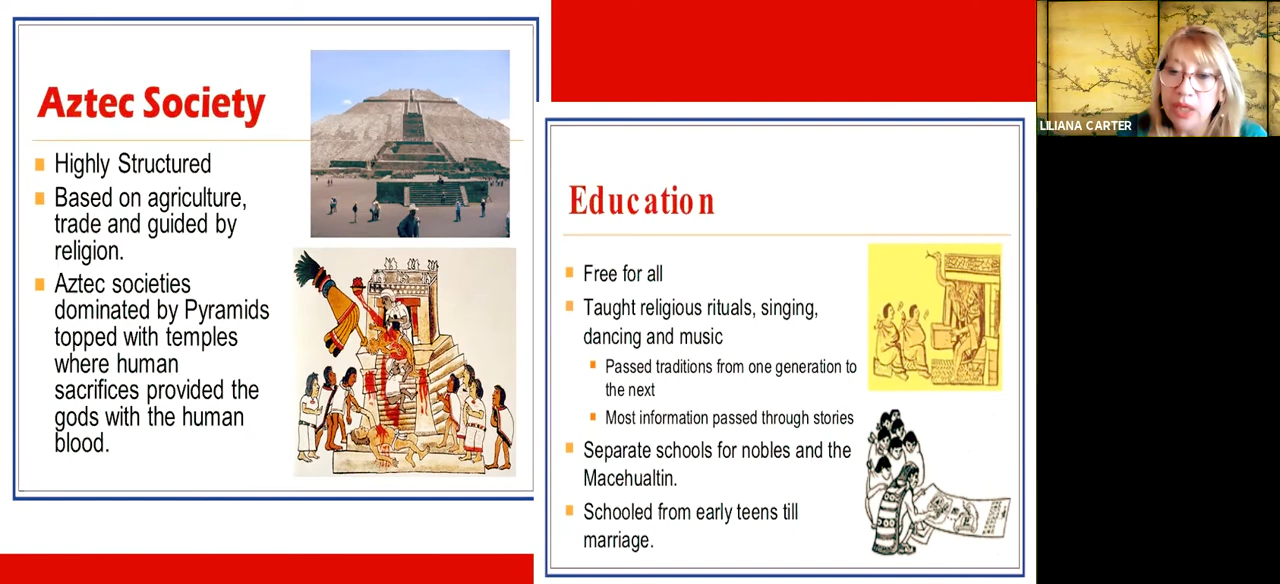 Aztec Society
Highly Structured
Based on agriculture,
trade and guided by
religion.
Aztec societies
dominated by Pyramids
topped with temples
where human
sacrifices provided the
gods with the human
blood.
Education
Free for all
Taught religious rituals, singing,
dancing and music
Passed traditions from one generation to
the next
Most information passed through stories
Separate schools for nobles and the
Macehualtin.
Schooled from early teens till
marriage.
LILIANA CARTER